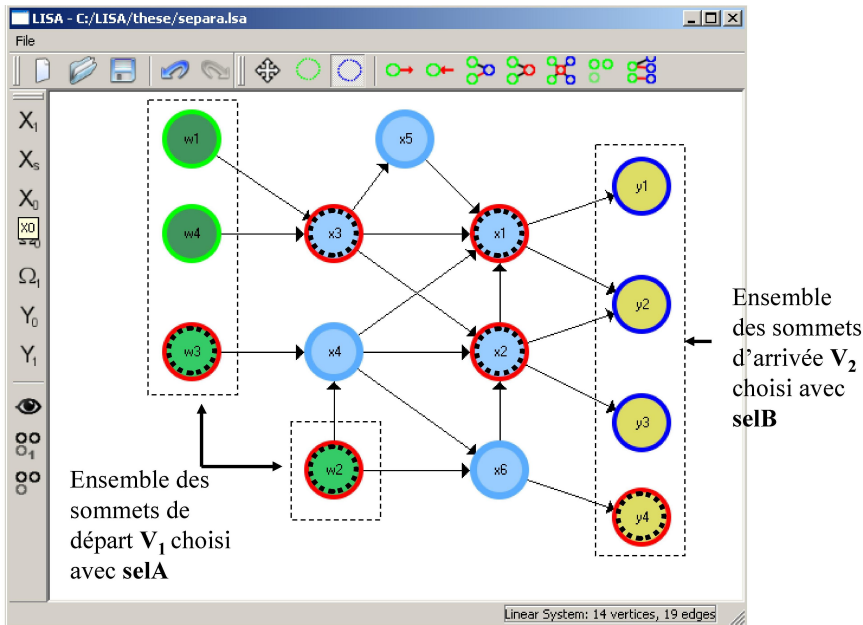 LISA - C:/LISA/these/separa.lsa
File
X1
Xs
X0
X0
Ω1
Y0
Y1
w1
x5
y1
w4
x3
x1
y2
w3
x4
x2
y3
w2
x6
y4
Ensemble
des sommets
d'arrivée V2
choisi avec
selB
Ensemble des
sommets de
départ V1 choisi
avec selA
Linear System: 14 vertices, 19 edges